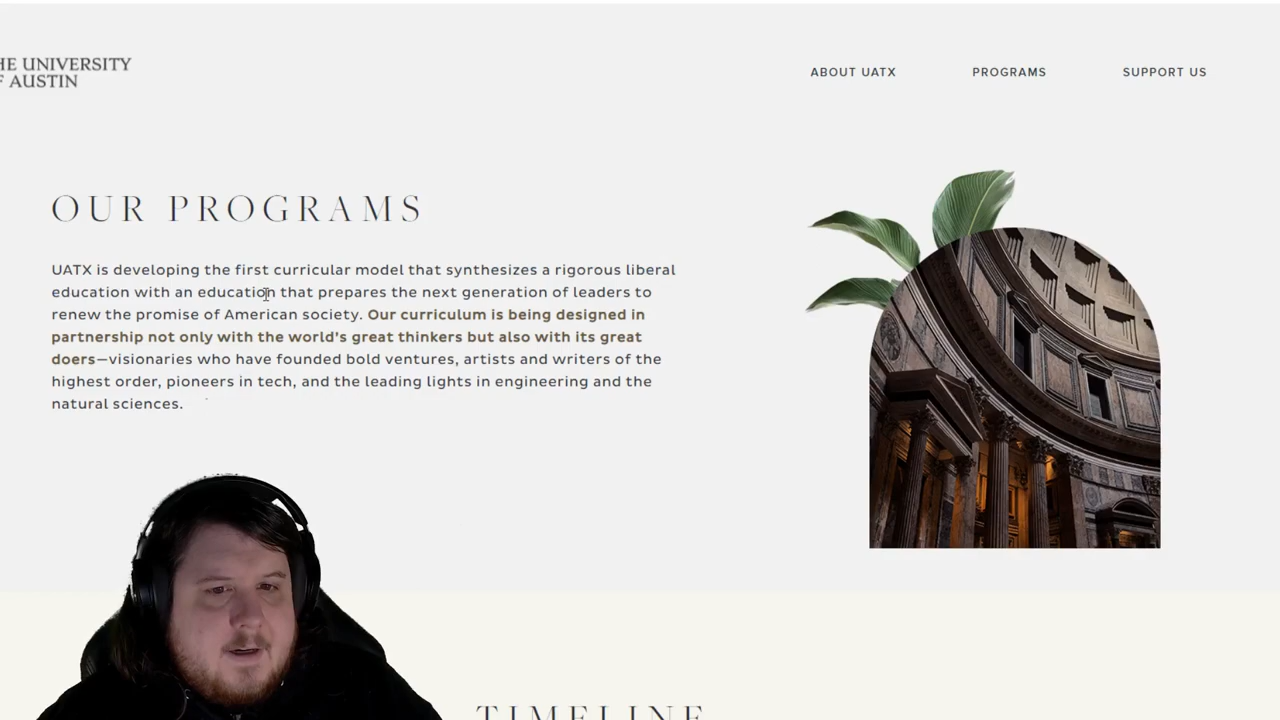 HE UNIVERSITY
F AUSTIN
ABOUT UATX
PROGRAMS
SUPPORT US
OUR PROGRAMS
UATX is developing the first curricular model that synthesizes a rigorous liberal
education with an education that prepares the next generation of leaders to
renew the promise of American society. Our curriculum is being designed in
partnership not only with the world's great thinkers but also with its great
doers—visionaries who have founded bold ventures, artists and writers of the
highest order, pioneers in tech, and the leading lights in engineering and the
natural sciences.
TIMELINE